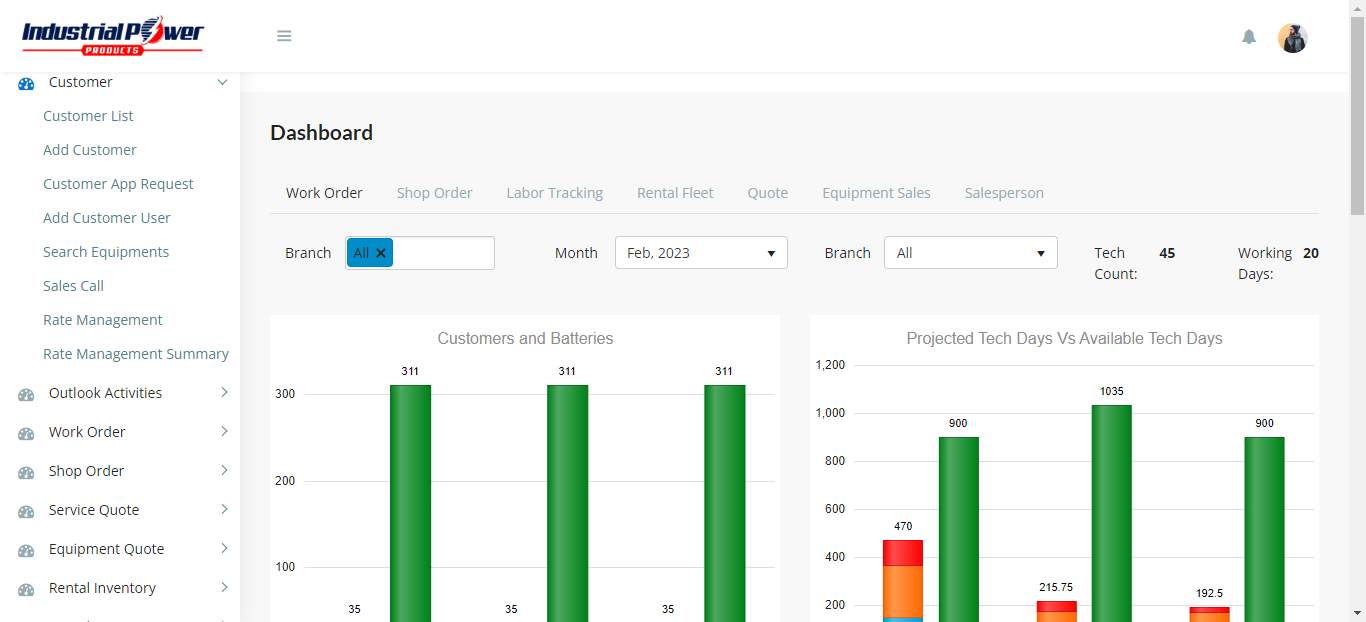 IndustrialPower
PRODUCTS
Customer
Customer List
Add Customer
Customer App Request
Add Customer User
Search Equipments
Sales Call
Rate Management
Rate Management Summary
Outlook Activities
Work Order
Shop Order
Service Quote
Equipment Quote
Rental Inventory
Dashboard
Work Order Shop Order Labor Tracking Rental Fleet Quote Equipment Sales Salesperson
Branch All Month Feb, 2023 Branch All Tech Count: 45 Working Days: 20
Customers and Batteries
311 311 311
300
200
100
35 35 35
Projected Tech Days Vs Available Tech Days
1,200
1035
1,000
900 900
800
600
470
400
215.75 192.5
200